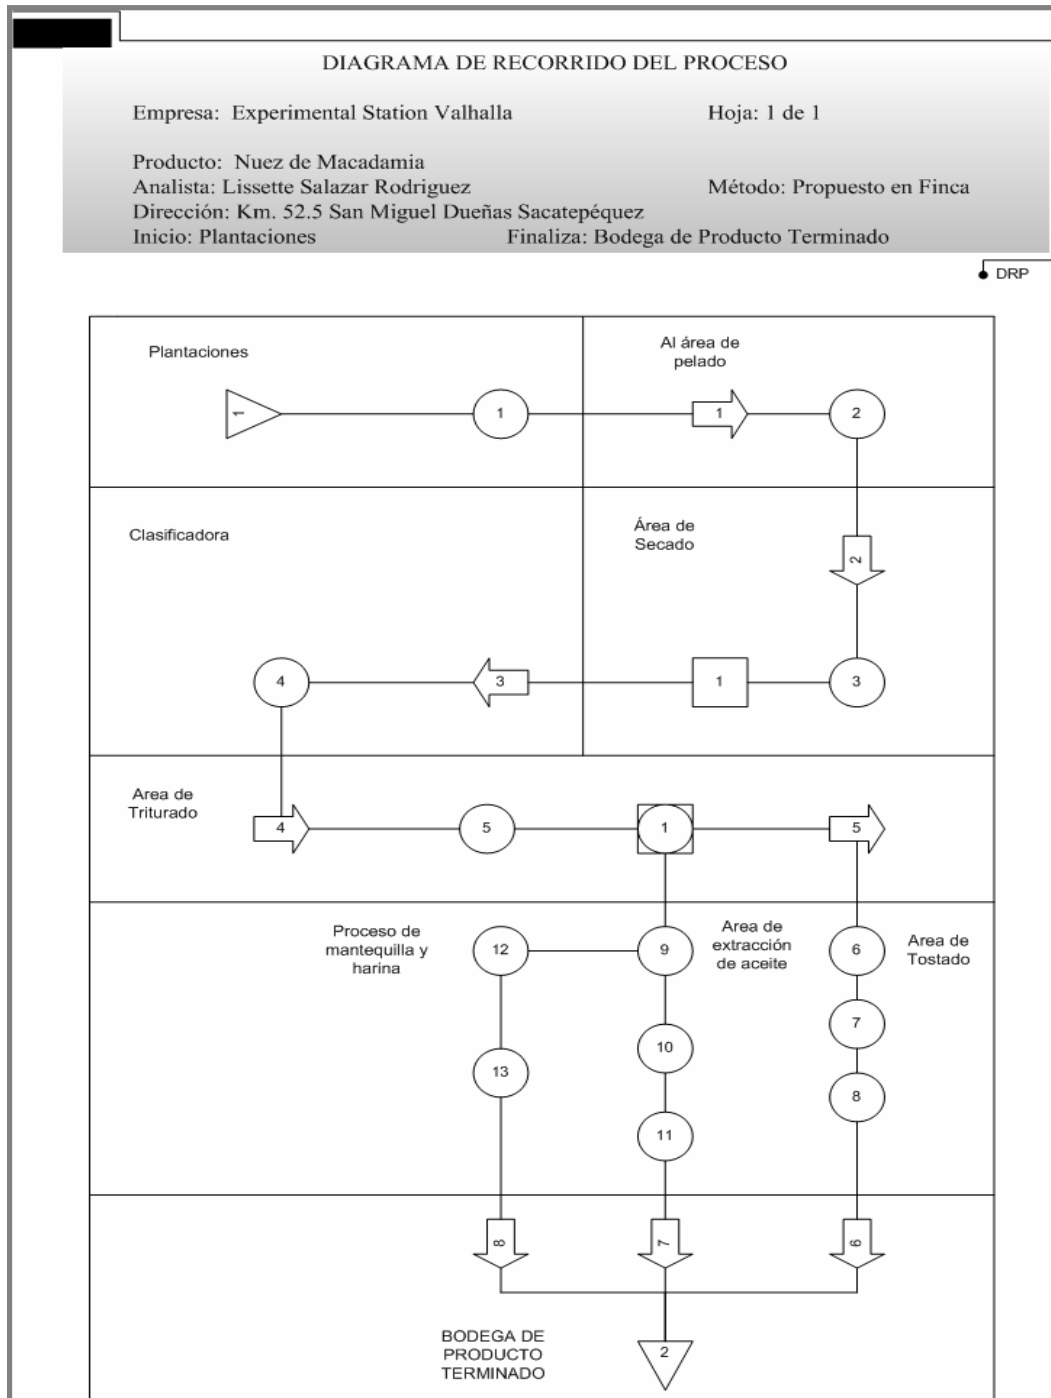 DIAGRAMA DE RECORRIDO DEL PROCESO
Empresa: Experimental Station Valhalla Hoja: 1 de 1
Producto: Nuez de Macadamia
Analista: Lissette Salazar Rodriguez Método: Propuesto en Finca
Dirección: Km. 52.5 San Miguel Dueñas Sacatepéquez
Inicio: Plantaciones Finaliza: Bodega de Producto Terminado
DRP
Plantaciones
Al área de
pelado
1 1 1 2
Clasificadora
Área de
Secado
2
4 3 1 3
Area de
Triturado
4 5 1 5
Proceso de
mantequilla y
harina
12 9
Area de
extracción
de aceite
6
Area de
Tostado
7
10
13
8
11
8 7 6
BODEGA DE
PRODUCTO
TERMINADO
2